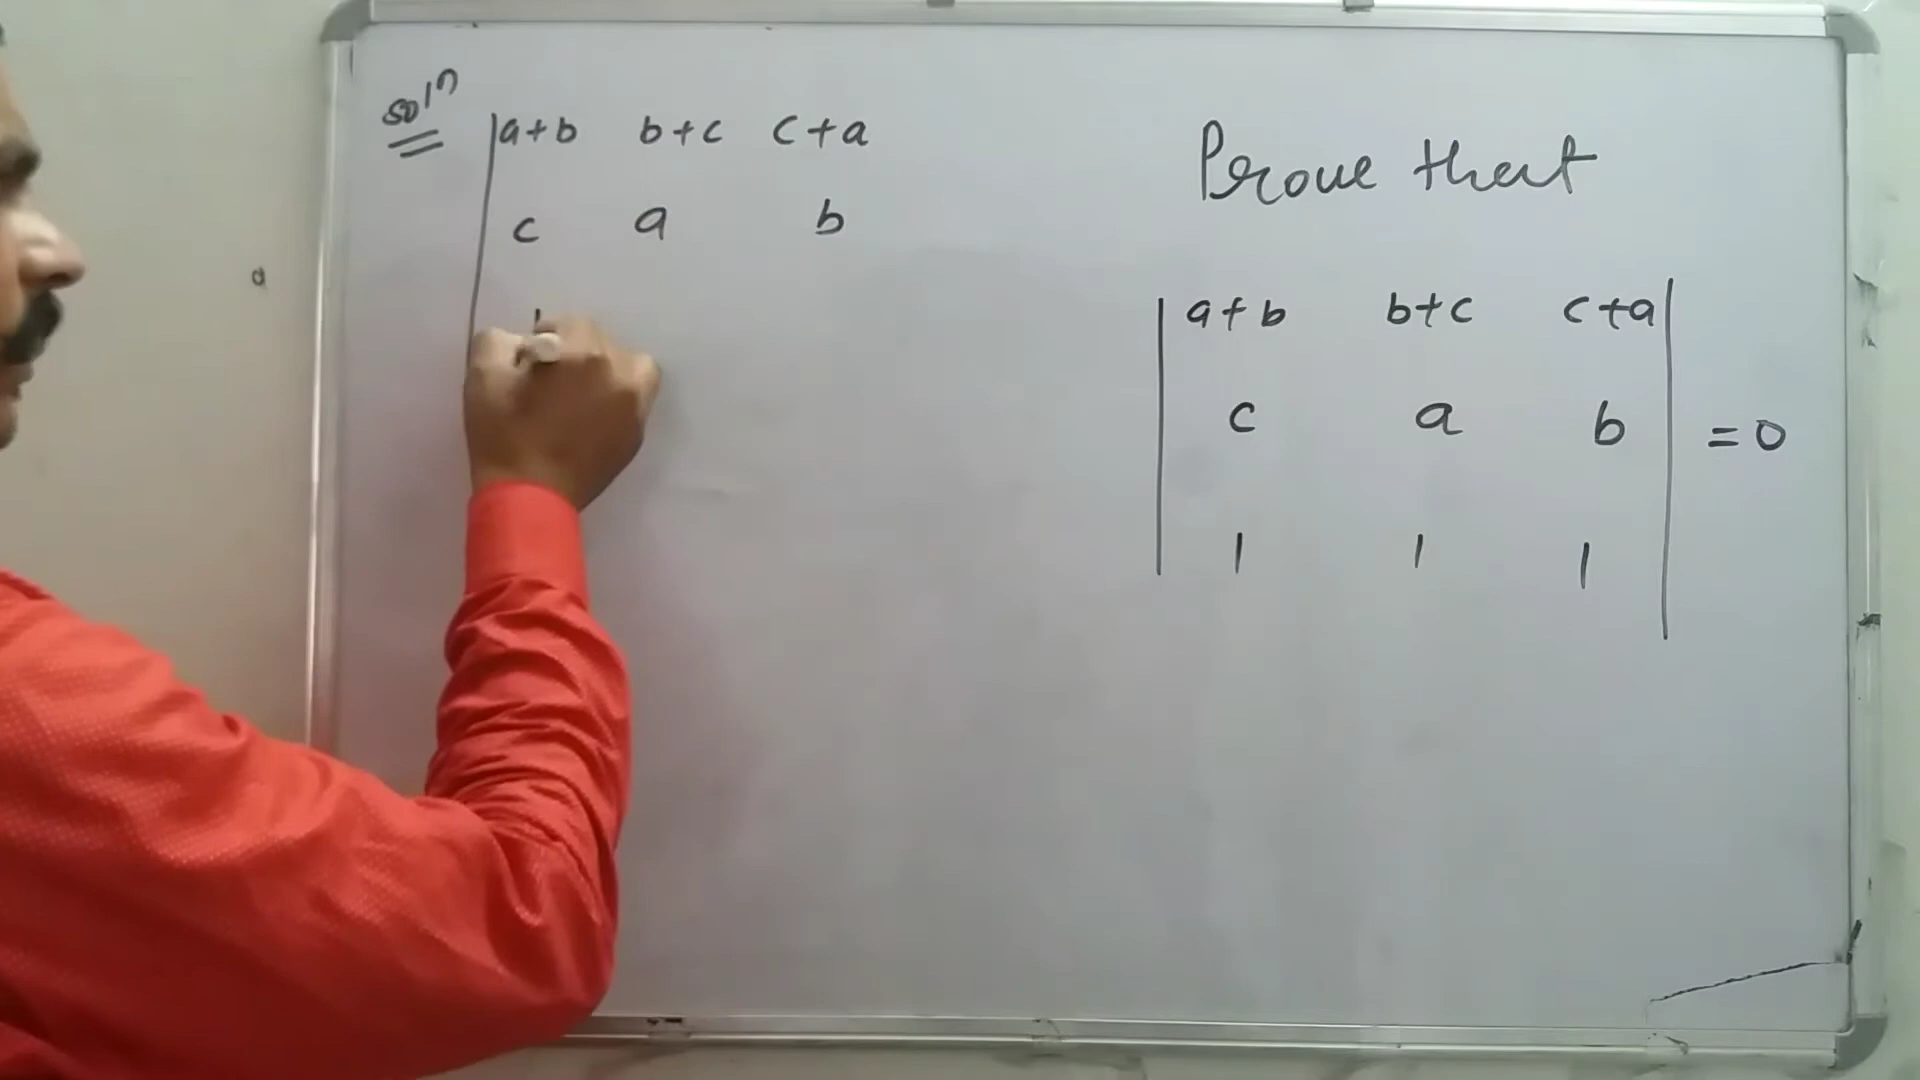 soln
|a+b b+c c+a
c a b
Prove that
|a+b b+c c+a|
|c a b| =0
|1 1 1|